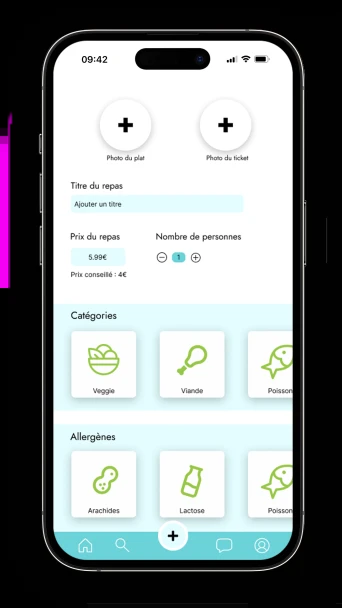 09:42
Photo du plat
Photo du ticket
Titre du repas
Ajouter un titre
Prix du repas
Nombre de personnes
5.99€
1
Prix conseillé : 4€
Catégories
Veggie
Viande
Poisson
Allergènes
Arachides
Lactose
Poisson